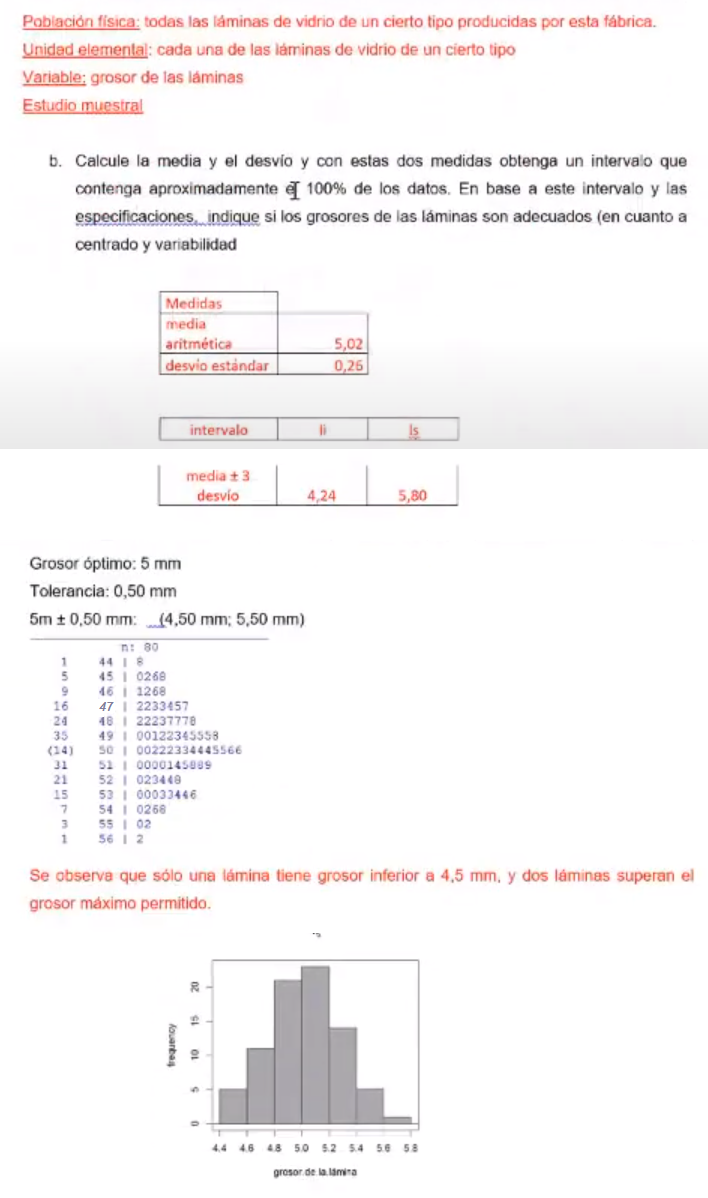 Población física: todas las láminas de vidrio de un cierto tipo producidas por esta fábrica.
Unidad elemental: cada una de las láminas de vidrio de un cierto tipo
Variable: grosor de las láminas
Estudio muestral
b. Calcule la media y el desvío y con estas dos medidas obtenga un intervalo que
contenga aproximadamente el 100% de los datos. En base a este intervalo y las
especificaciones, indique si los grosores de las láminas son adecuados (en cuanto a
centrado y variabilidad
Medidas
media
aritmética 5,02
desvío estándar 0,26
intervalo li ls
media ± 3
desvío 4,24 5,80
Grosor óptimo: 5 mm
Tolerancia: 0,50 mm
5m ± 0,50 mm: (4,50 mm; 5,50 mm)
n: 80
1 44 | 8
5 45 | 0268
9 46 | 1268
16 47 | 2233457
24 48 | 22237778
35 49 | 00122345558
(14) 50 | 00222334445566
31 51 | 0000145889
21 52 | 023448
15 53 | 00033446
7 54 | 0268
3 55 | 02
1 56 | 2
Se observa que sólo una lámina tiene grosor inferior a 4,5 mm, y dos láminas superan el
grosor máximo permitido.
frequency
20
15
10
5
0
4.4 4.6 4.8 5.0 5.2 5.4 5.6 5.8
grosor.de.la.lámina